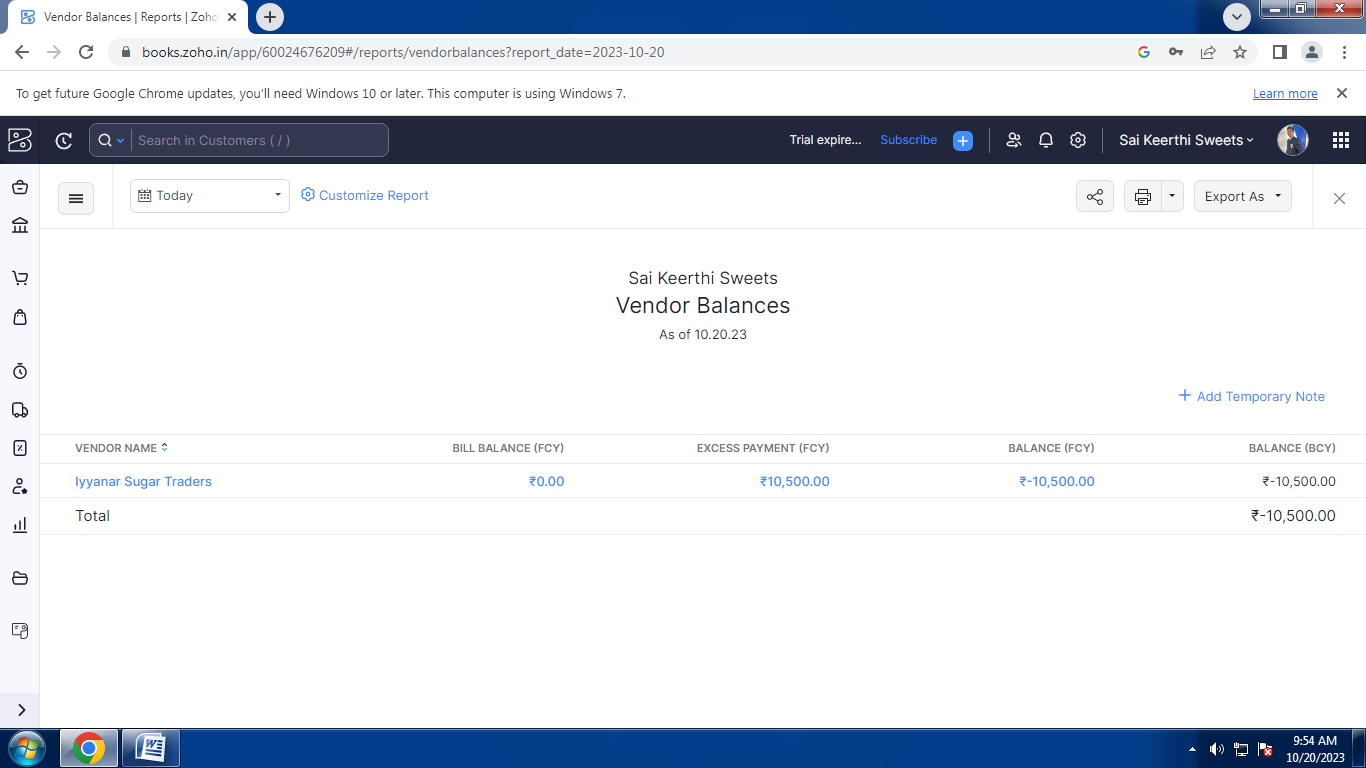 Vendor Balances | Reports | Zoho
books.zoho.in/app/60024676209#/reports/vendorbalances?report_date=2023-10-20
To get future Google Chrome updates, you'll need Windows 10 or later. This computer is using Windows 7.
Learn more
Search in Customers ( / )
Trial expire...
Subscribe
Sai Keerthi Sweets
Today
Customize Report
Export As
Sai Keerthi Sweets
Vendor Balances
As of 10.20.23
Add Temporary Note
VENDOR NAME BILL BALANCE (FCY) EXCESS PAYMENT (FCY) BALANCE (FCY) BALANCE (BCY)
Iyyanar Sugar Traders ₹0.00 ₹10,500.00 ₹-10,500.00 ₹-10,500.00
Total ₹-10,500.00
9:54 AM
10/20/2023